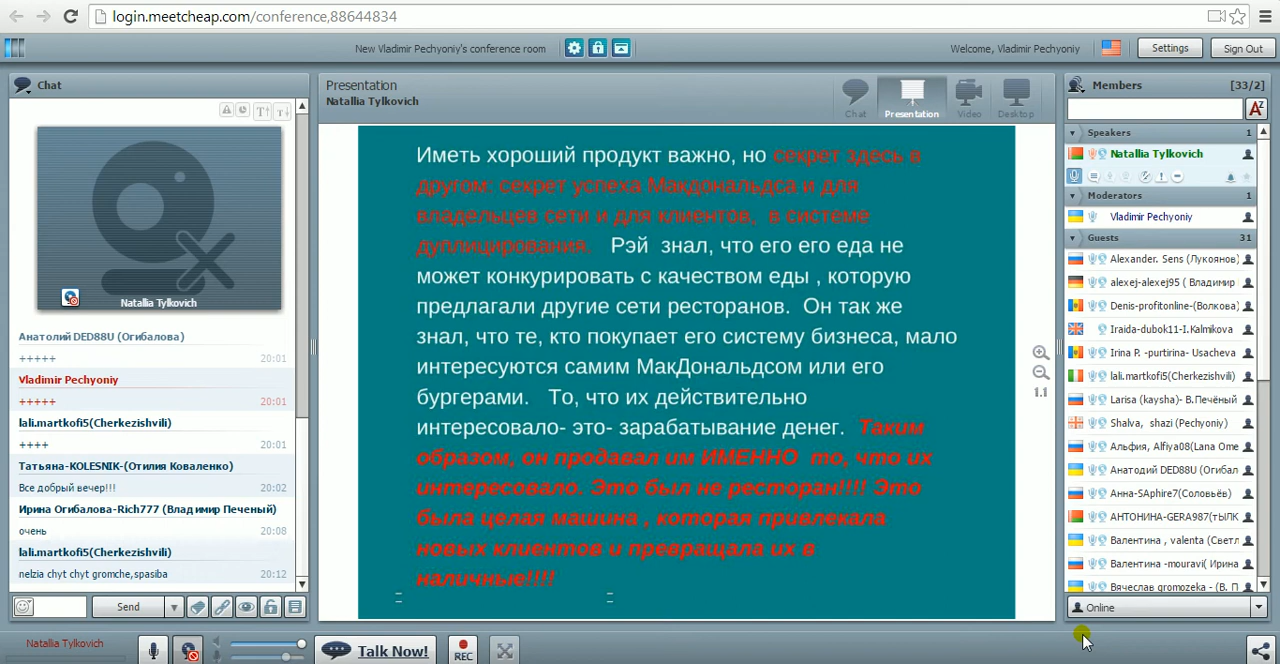 login.meetcheap.com/conference,88644834
New Vladimir Pechyoniy's conference room
Welcome, Vladimir Pechyoniy
Settings
Sign Out
Chat
Natallia Tylkovich
Анатолий DED88U (Огибалова)
+++++
20:01
Vladimir Pechyoniy
+++++
20:01
lali.martkofi5(Cherkezishvili)
++++
20:01
Татьяна-KOLESNIK-(Отилия Коваленко)
Все добрый вечер!!!
20:02
Ирина Огибалова-Rich777 (Владимир Печеный)
очень
20:08
lali.martkofi5(Cherkezishvili)
nelzia chyt chyt gromche,spasiba
20:12
Send
Presentation
Natallia Tylkovich
Chat
Presentation
Video
Desktop
Иметь хороший продукт важно, но секрет здесь в
другом: секрет успеха Макдональдса и для
владельцев сети и для клиентов, в системе
дуплицирования. Рэй знал, что его его еда не
может конкурировать с качеством еды , которую
предлагали другие сети ресторанов. Он так же
знал, что те, кто покупает его систему бизнеса, мало
интересуются самим МакДональдсом или его
бургерами. То, что их действительно
интересовало- это- зарабатывание денег. Таким
образом, он продавал им ИМЕННО то, что их
интересовало. Это был не ресторан!!!! Это
была целая машина , которая привлекала
новых клиентов и превращала их в
наличные!!!!
1.1
Members
[33/2]
Speakers
1
Natallia Tylkovich
Moderators
1
Vladimir Pechyoniy
Guests
31
Alexander. Sens (Лукоянов)
alexej-alexej95 ( Владимир
Denis-profitonline-(Волкова)
Iraida-dubok11-I.Kalmikova
Irina P. -purtirina- Usacheva
lali.martkofi5(Cherkezishvili)
Larisa (kaysha)- В.Печёный
Shalva, shazi (Pechyoniy)
Альфия, Alfiya08(Lana Ome
Анатодий DED88U (Огибал
Анна-SAphire7(Соловьёв)
АНТОНИНА-GERA987(тЫЛК
Валентина , valenta (Светл
Валентина -mouravi( Ирина
Вячеслав gromozeka - (В. П
Online
Natallia Tylkovich
Talk Now!
REC